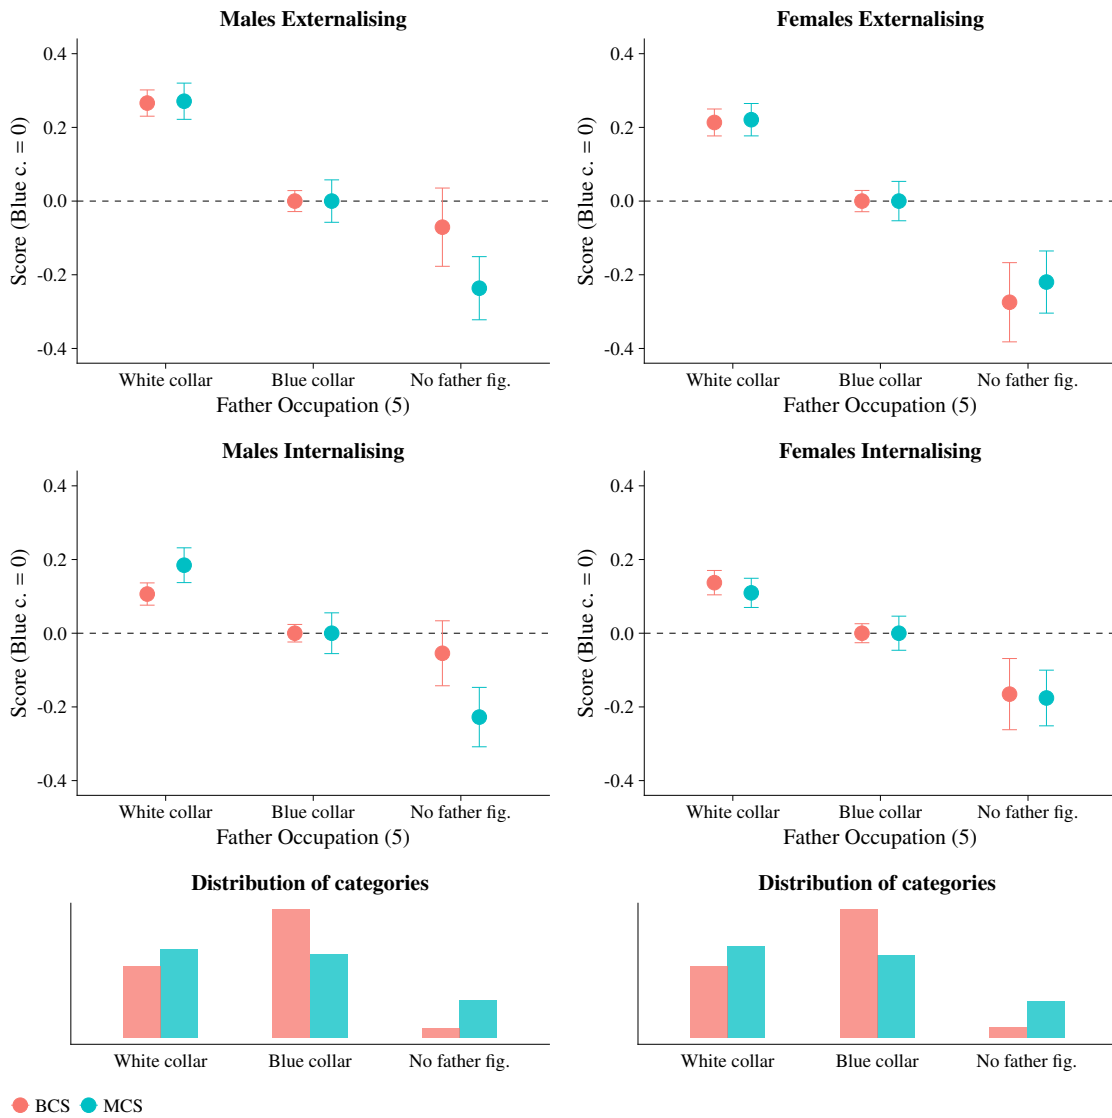 Males Externalising
Score (Blue c. = 0)
0.4
0.2
0.0
-0.2
-0.4
White collar Blue collar No father fig.
Father Occupation (5)
Females Externalising
Score (Blue c. = 0)
0.4
0.2
0.0
-0.2
-0.4
White collar Blue collar No father fig.
Father Occupation (5)
Males Internalising
Score (Blue c. = 0)
0.4
0.2
0.0
-0.2
-0.4
White collar Blue collar No father fig.
Father Occupation (5)
Females Internalising
Score (Blue c. = 0)
0.4
0.2
0.0
-0.2
-0.4
White collar Blue collar No father fig.
Father Occupation (5)
Distribution of categories
White collar Blue collar No father fig.
Distribution of categories
White collar Blue collar No father fig.
BCS MCS